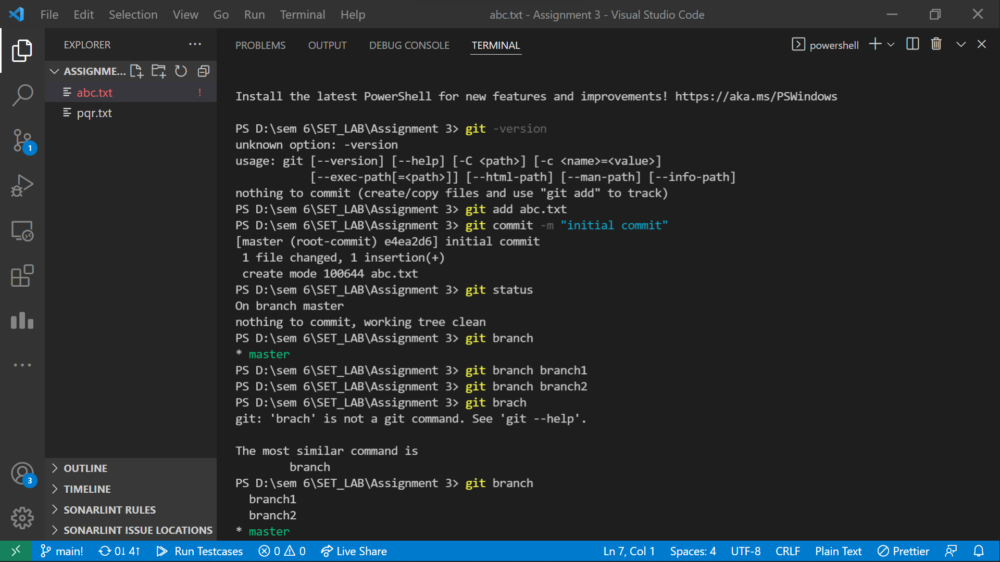 File Edit Selection View Go Run Terminal Help abc.txt - Assignment 3 - Visual Studio Code
EXPLORER
ASSIGNME...
abc.txt !
pqr.txt
1
3
OUTLINE
TIMELINE
SONARLINT RULES
SONARLINT ISSUE LOCATIONS
PROBLEMS OUTPUT DEBUG CONSOLE TERMINAL powershell
Install the latest PowerShell for new features and improvements! https://aka.ms/PSWindows
PS D:\sem 6\SET_LAB\Assignment 3> git -version
unknown option: -version
usage: git [--version] [--help] [-C <path>] [-c <name>=<value>]
[--exec-path[=<path>]] [--html-path] [--man-path] [--info-path]
nothing to commit (create/copy files and use "git add" to track)
PS D:\sem 6\SET_LAB\Assignment 3> git add abc.txt
PS D:\sem 6\SET_LAB\Assignment 3> git commit -m "initial commit"
[master (root-commit) e4ea2d6] initial commit
1 file changed, 1 insertion(+)
create mode 100644 abc.txt
PS D:\sem 6\SET_LAB\Assignment 3> git status
On branch master
nothing to commit, working tree clean
PS D:\sem 6\SET_LAB\Assignment 3> git branch
* master
PS D:\sem 6\SET_LAB\Assignment 3> git branch branch1
PS D:\sem 6\SET_LAB\Assignment 3> git branch branch2
PS D:\sem 6\SET_LAB\Assignment 3> git brach
git: 'brach' is not a git command. See 'git --help'.
The most similar command is
branch
PS D:\sem 6\SET_LAB\Assignment 3> git branch
branch1
branch2
* master
main! 0↓ 4↑ Run Testcases 0 0 Live Share Ln 7, Col 1 Spaces: 4 UTF-8 CRLF Plain Text Prettier